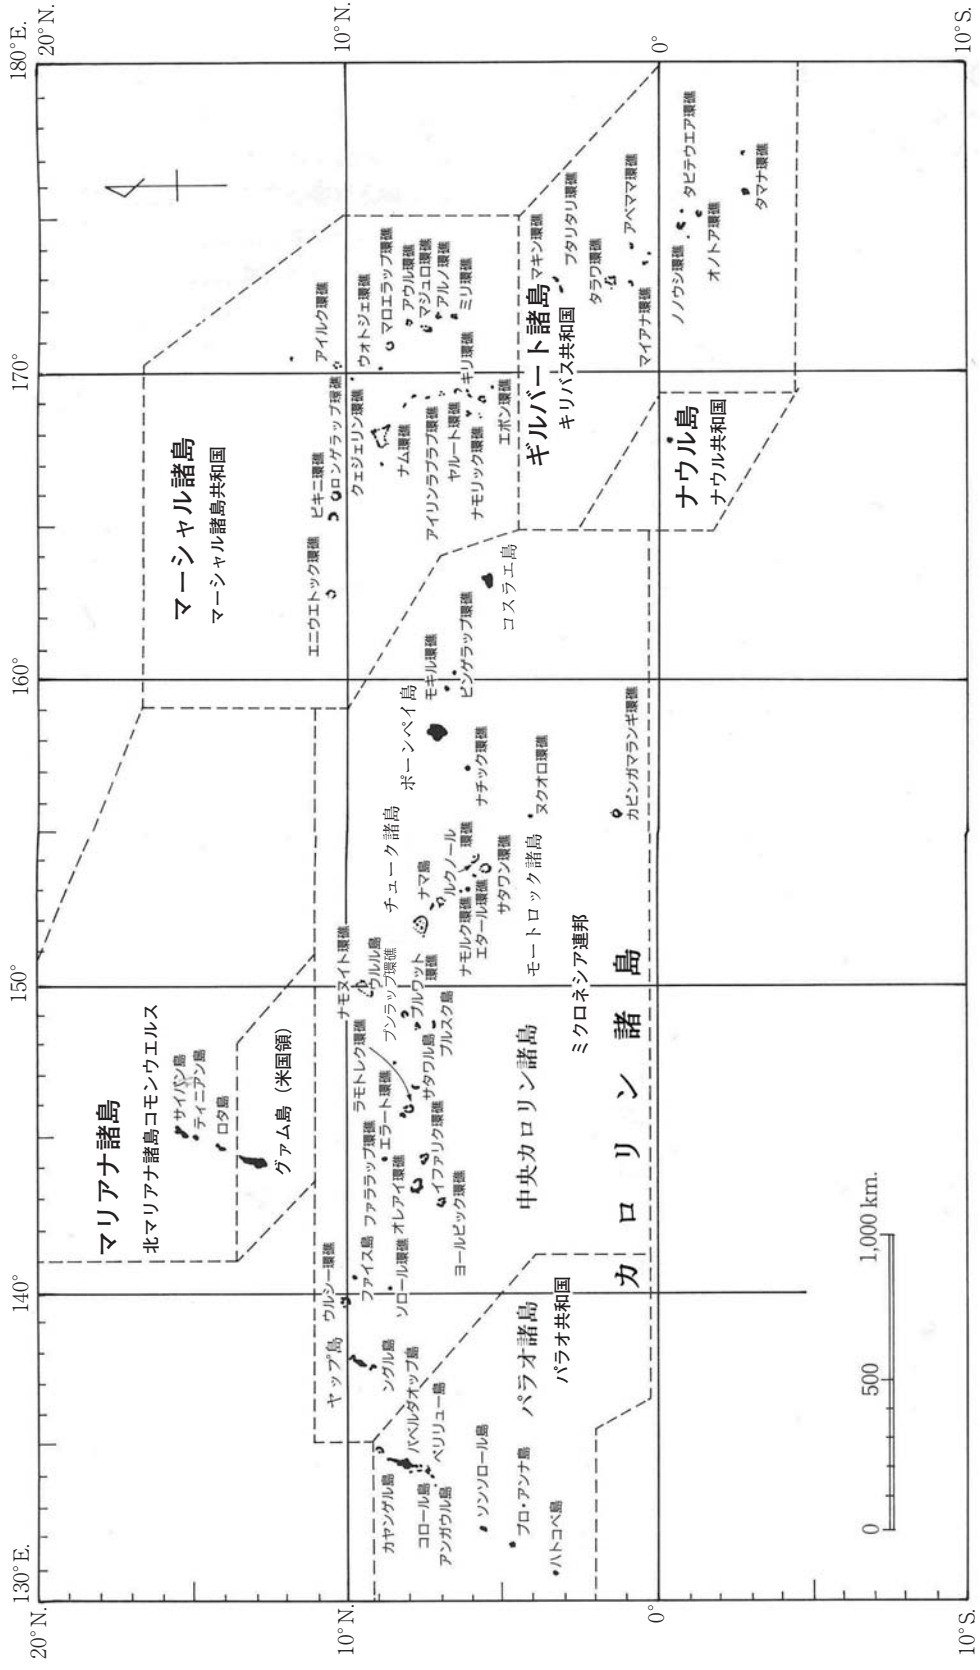 130°E.
140°
150°
160°
170°
180°E.
20°N.
10°N.
0°
10°S.
20°N.
10°N.
0°
10°S.
マリアナ諸島
北マリアナ諸島コモンウエルス
サイパン島
ティニアン島
ロタ島
グァム島（米国領）
マーシャル諸島
マーシャル諸島共和国
エニウエトック環礁
ビキニ環礁
ロンゲラップ環礁
アイルク環礁
クェジェリン環礁
ウォトジェ環礁
マロエラップ環礁
アウル環礁
マジュロ環礁
アルノ環礁
ミリ環礁
ナム環礁
アイリンラプラプ環礁
ヤルート環礁
キリ環礁
ナモリック環礁
エボン環礁
ギルバート諸島
キリバス共和国
マキン環礁
ブタリタリ環礁
タラワ環礁
アベママ環礁
マイアナ環礁
ノノウシ環礁
タビテウエア環礁
オノトア環礁
タマナ環礁
ナウル島
ナウル共和国
カロリン諸島
ミクロネシア連邦
中央カロリン諸島
コスラエ島
ピンゲラップ環礁
モキル環礁
ポーンペイ島
ナチック環礁
ヌクオロ環礁
カピンガマランギ環礁
チューク諸島
ナマ島
ルクノール環礁
ナモルク環礁
エタール環礁
サタワン環礁
モートロック諸島
ナモヌイト環礁
ウルル島
プンラップ環礁
プルワット環礁
プルスク島
サタワル島
ラモトレク環礁
エラート環礁
イファリク環礁
ファララップ環礁
オレアイ環礁
ヨールピック環礁
ファイス島
ソロール環礁
ウルシー環礁
ヤップ島
ングル島
パラオ諸島
パラオ共和国
カヤンゲル島
バベルダオップ島
コロール島
ペリリュー島
アンガウル島
ソンソロール島
プロ・アンナ島
ハトコベ島
0 500 1,000 km.